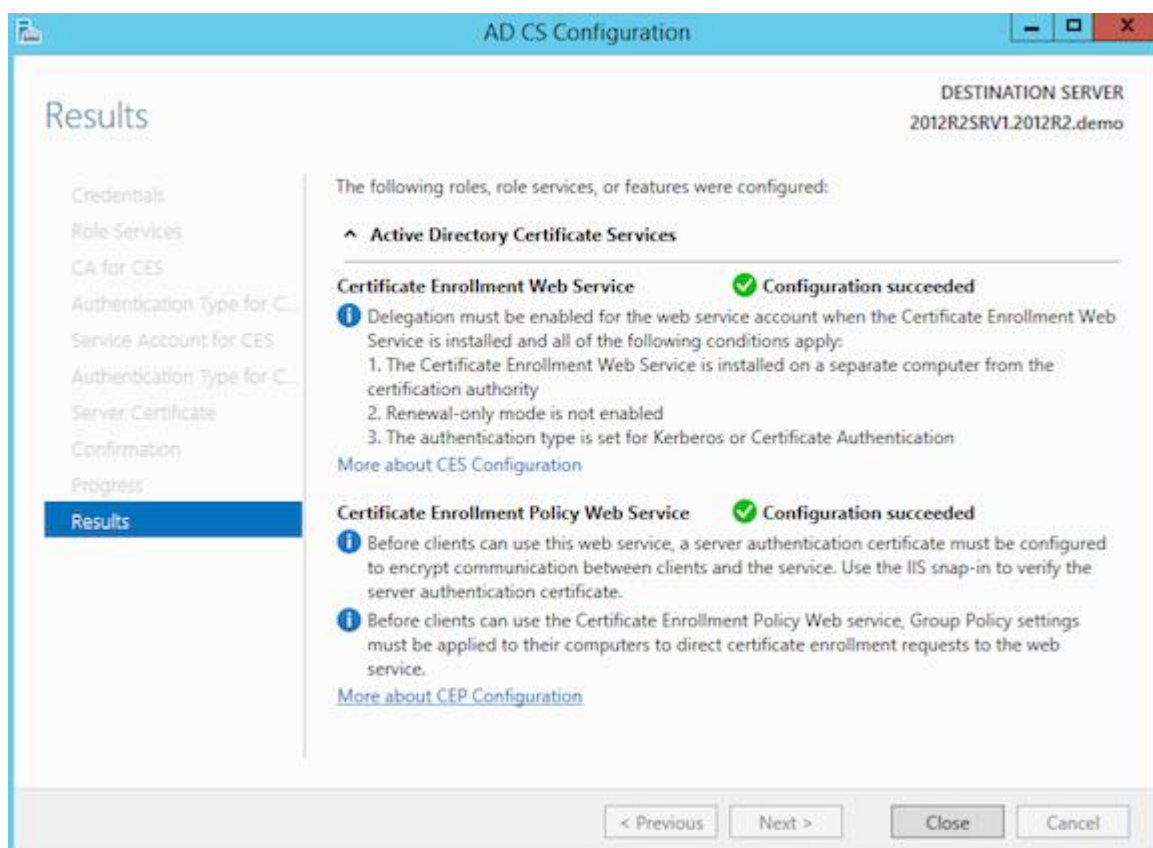 AD CS Configuration
Results
DESTINATION SERVER
2012R2SRV1.2012R2.demo
Credentials
Role Services
CA for CES
Authentication Type for C...
Service Account for CES
Authentication Type for C...
Server Certificate
Confirmation
Progress
Results
The following roles, role services, or features were configured:
Active Directory Certificate Services
Certificate Enrollment Web Service Configuration succeeded
Delegation must be enabled for the web service account when the Certificate Enrollment Web
Service is installed and all of the following conditions apply:
1. The Certificate Enrollment Web Service is installed on a separate computer from the
certification authority
2. Renewal-only mode is not enabled
3. The authentication type is set for Kerberos or Certificate Authentication
More about CES Configuration
Certificate Enrollment Policy Web Service Configuration succeeded
Before clients can use this web service, a server authentication certificate must be configured
to encrypt communication between clients and the service. Use the IIS snap-in to verify the
server authentication certificate.
Before clients can use the Certificate Enrollment Policy Web service, Group Policy settings
must be applied to their computers to direct certificate enrollment requests to the web
service.
More about CEP Configuration
< Previous Next > Close Cancel